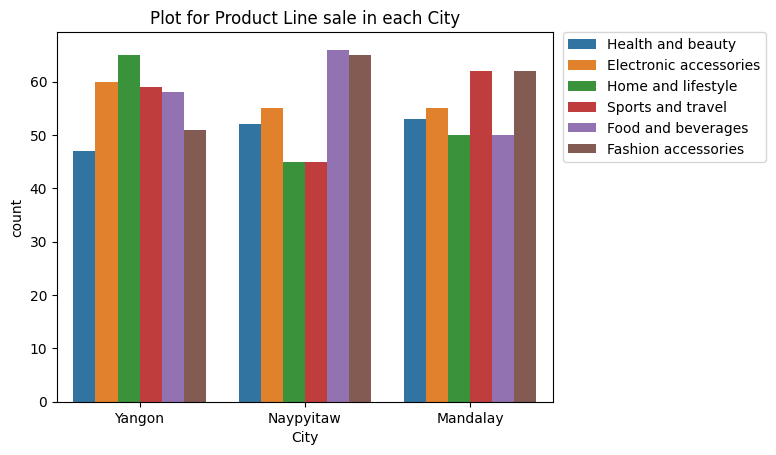 Plot for Product Line sale in each City
Health and beauty
Electronic accessories
Home and lifestyle
Sports and travel
Food and beverages
Fashion accessories
60
50
40
30
20
10
0
count
Yangon
Naypyitaw
Mandalay
City